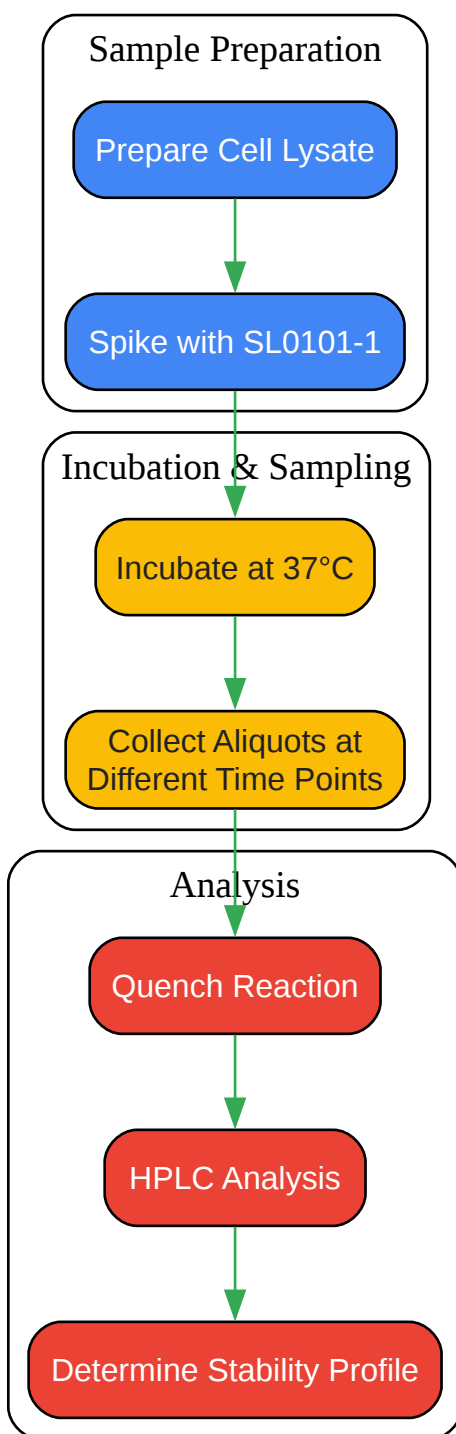 Sample Preparation
Prepare Cell Lysate
Spike with SL0101-1
Incubation & Sampling
Incubate at 37°C
Collect Aliquots at
Different Time Points
Analysis
Quench Reaction
HPLC Analysis
Determine Stability Profile